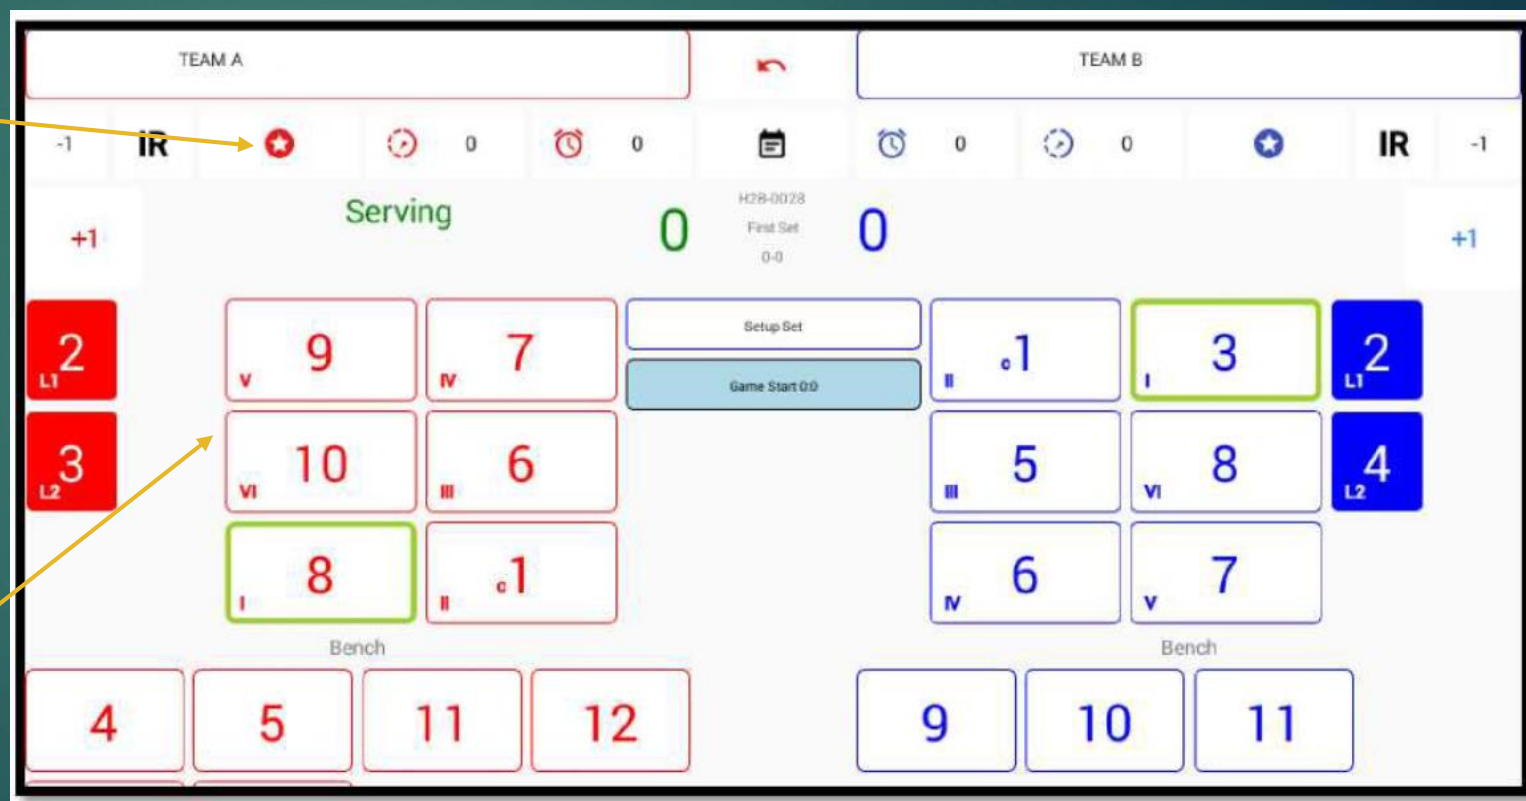 TEAM A
TEAM B
-1 IR 0 0 0 0 IR -1
Serving 0 H2B-0028 0
+1 First Set +1
0-0
2 L1 9 V 7 IV Setup Set c1 II 3 I 2 L1
Game Start 0:0
3 L2 10 VI 6 III 5 III 8 VI 4 L2
8 I c1 II 6 IV 7 V
Bench Bench
4 5 11 12 9 10 11